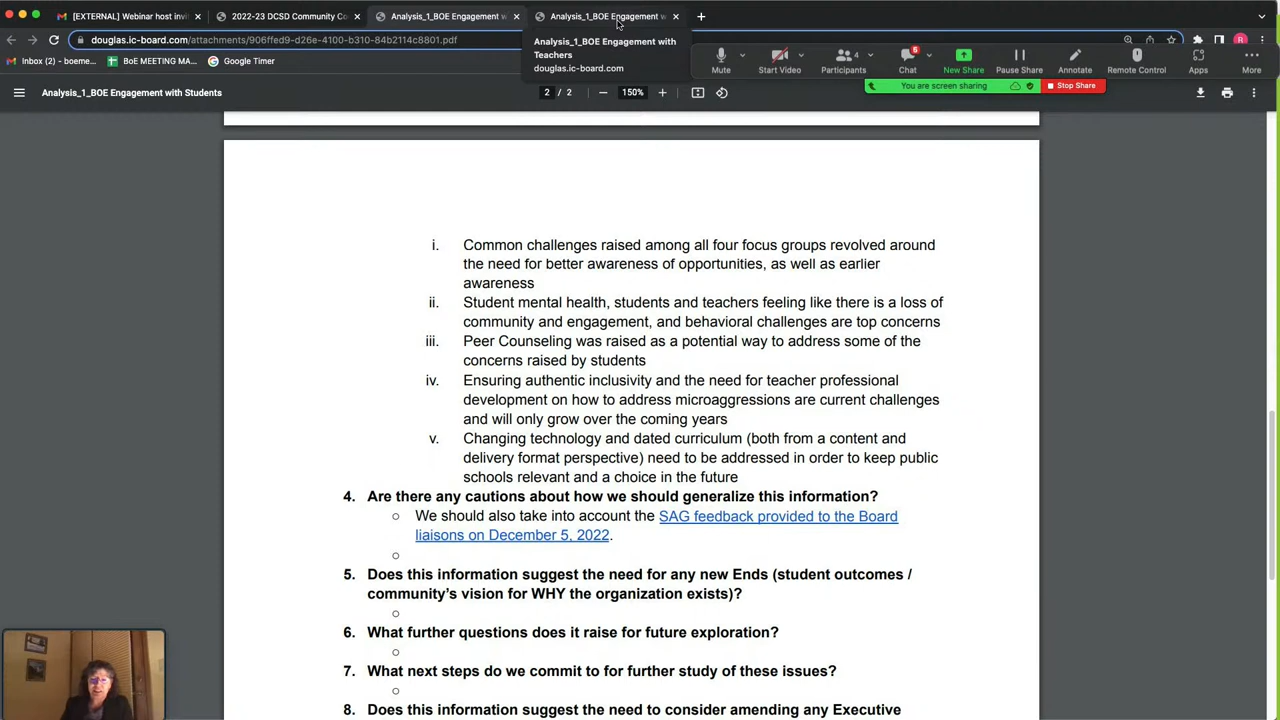 [EXTERNAL] Webinar host invi
2022-23 DCSD Community Co
Analysis_1_BOE Engagement w
Analysis_1_BOE Engagement w
douglas.ic-board.com/attachments/906ffed9-d26e-4100-b310-84b2114c8801.pdf
Analysis_1_BOE Engagement with
Teachers
douglas.ic-board.com
Inbox (2) - boeme...
BoE MEETING MA...
Google Timer
Mute
Start Video
4
Participants
6
Chat
New Share
Pause Share
Annotate
Remote Control
Apps
More
You are screen sharing
Stop Share
Analysis_1_BOE Engagement with Students
2 / 2
150%
i. Common challenges raised among all four focus groups revolved around
the need for better awareness of opportunities, as well as earlier
awareness
ii. Student mental health, students and teachers feeling like there is a loss of
community and engagement, and behavioral challenges are top concerns
iii. Peer Counseling was raised as a potential way to address some of the
concerns raised by students
iv. Ensuring authentic inclusivity and the need for teacher professional
development on how to address microaggressions are current challenges
and will only grow over the coming years
v. Changing technology and dated curriculum (both from a content and
delivery format perspective) need to be addressed in order to keep public
schools relevant and a choice in the future
4. Are there any cautions about how we should generalize this information?
○ We should also take into account the SAG feedback provided to the Board
liaisons on December 5, 2022.
○
5. Does this information suggest the need for any new Ends (student outcomes /
community's vision for WHY the organization exists)?
○
6. What further questions does it raise for future exploration?
○
7. What next steps do we commit to for further study of these issues?
○
8. Does this information suggest the need to consider amending any Executive